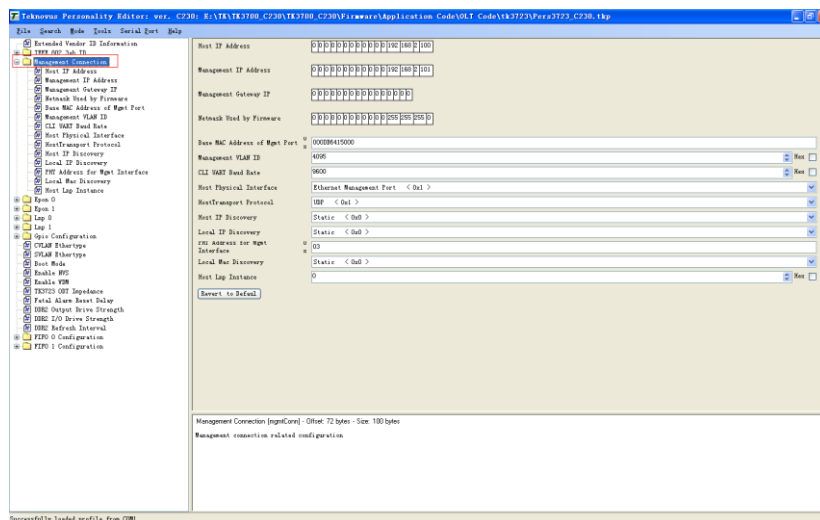 Teknovus Personality Editor: ver. C230: E:\TK\TK3700_C230\TK3700_C230\Firmware\Application Code\OLT Code\tk3723\Pers3723_C230.tkp
File Search Mode Tools Serial Port Help
Extended Vendor ID Information
IEEE OUI Job ID
Management Connection
Host IP Address
Management IP Address
Management Gateway IP
Netmask Used by Firmware
Base MAC Address of Mgmt Port
Management VLAN ID
CLI UART Baud Rate
Host Physical Interface
HostTransport Protocol
Host IP Discovery
Local IP Discovery
PHY Address for Mgmt Interface
Local Mac Discovery
Host Lsp Instance
Epon 0
Epon 1
Lsp 0
Lsp 1
Gpio Configuration
CVLAN Ethertype
SVLAN Ethertype
Boot Mode
Enable NVS
Enable WDM
TK3723 ODT Impedance
Fatal Alarm Reset Delay
DDR2 Output Drive Strength
DDR2 I/O Drive Strength
DDR2 Refresh Interval
FIFO 0 Configuration
FIFO 1 Configuration
Host IP Address 0 0 0 0 0 0 0 0 0 0 0 0 192 168 2 100
Management IP Address 0 0 0 0 0 0 0 0 0 0 0 0 192 168 2 101
Management Gateway IP 0 0 0 0 0 0 0 0 0 0 0 0 0 0 0 0
Netmask Used by Firmware 0 0 0 0 0 0 0 0 0 0 0 0 255 255 255 0
Base MAC Address of Mgmt Port 000DB6415000
Management VLAN ID 4095 Hex
CLI UART Baud Rate 9600 Hex
Host Physical Interface Ethernet Management Port < 0x1 >
HostTransport Protocol UDP < 0x1 >
Host IP Discovery Static < 0x0 >
Local IP Discovery Static < 0x0 >
PHY Address for Mgmt
Interface 03
Local Mac Discovery Static < 0x0 >
Host Lsp Instance 0 Hex
Revert to Defaul
Management Connection [mgmtConn] - Offset: 72 bytes - Size: 100 bytes
Management connection related configuration
Successfully loaded profile from COM1